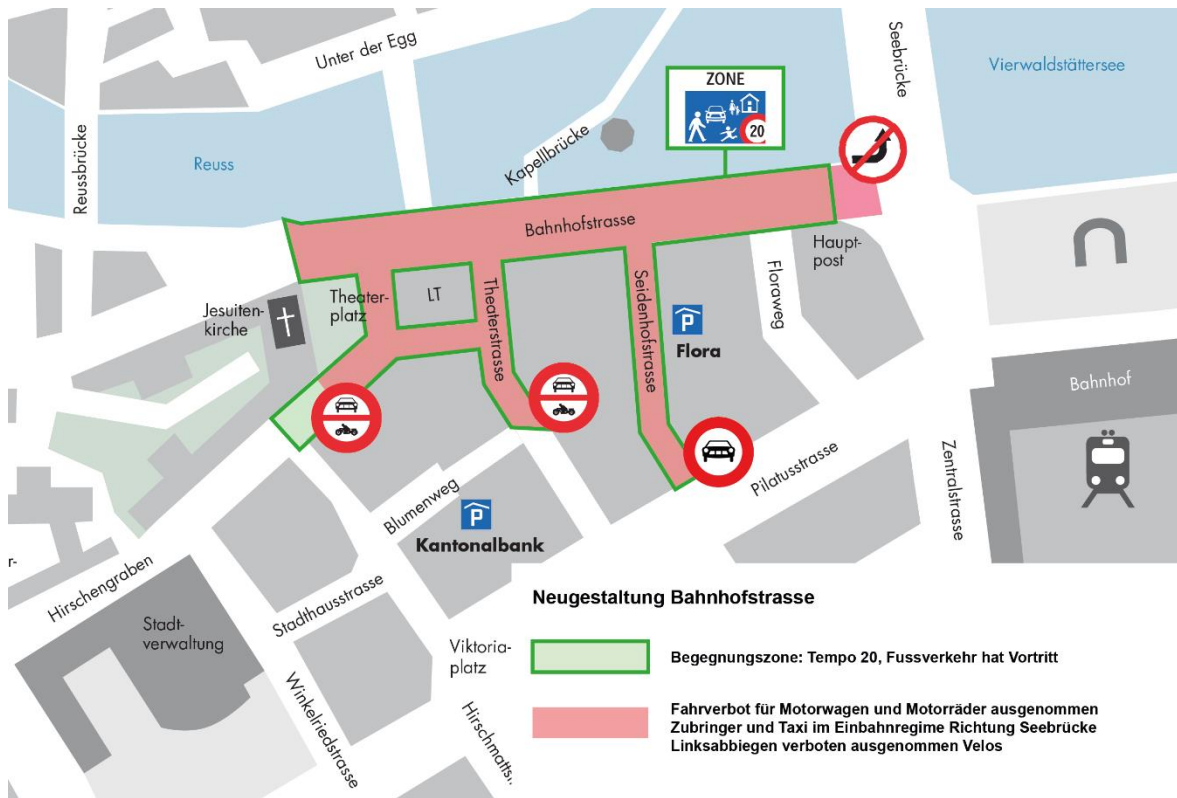 Unter der Egg
Seebrücke
Vierwaldstättersee
ZONE
20
Reussbrücke
Reuss
Kapellbrücke
Bahnhofstrasse
Haupt-
post
Floraweg
Theater-
platz
LT
Theaterstrasse
Seidenhofstrasse
Jesuiten-
kirche
P
Flora
Bahnhof
Pilatusstrasse
Zentralstrasse
Blumenweg
P
Kantonalbank
r-
Hirschengraben
Stadthausstrasse
Stadt-
verwaltung
Viktoria-
platz
Winkelriedstrasse
Hirschmattst
Neugestaltung Bahnhofstrasse
Begegnungszone: Tempo 20, Fussverkehr hat Vortritt
Fahrverbot für Motorwagen und Motorräder ausgenommen
Zubringer und Taxi im Einbahnregime Richtung Seebrücke
Linksabbiegen verboten ausgenommen Velos